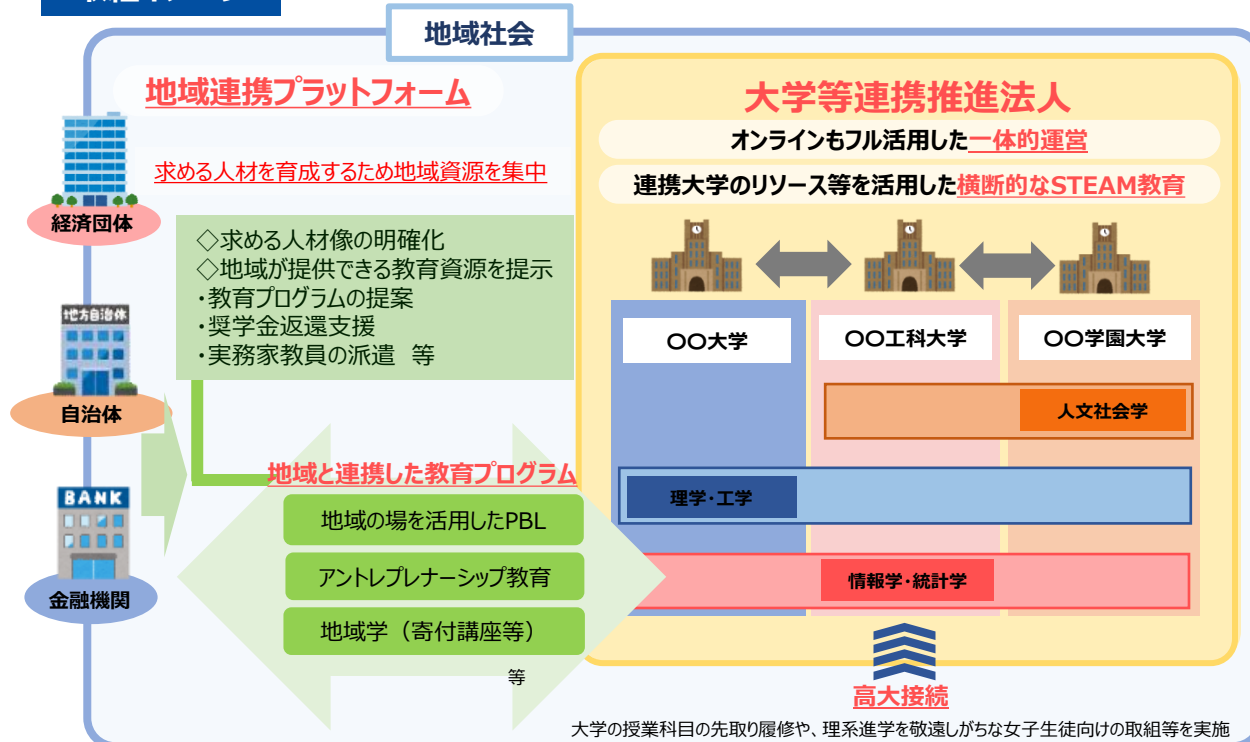 地域社会
地域連携プラットフォーム
求める人材を育成するため地域資源を集中
経済団体
◇求める人材像の明確化
◇地域が提供できる教育資源を提示
・教育プログラムの提案
・奨学金返還支援
・実務家教員の派遣 等
地方自治体
自治体
BANK
金融機関
地域と連携した教育プログラム
地域の場を活用したPBL
アントレプレナーシップ教育
地域学（寄付講座等）
等
大学等連携推進法人
オンラインもフル活用した一体的運営
連携大学のリソース等を活用した横断的なSTEAM教育
〇〇大学
〇〇工科大学
〇〇学園大学
人文社会学
理学・工学
情報学・統計学
高大接続
大学の授業科目の先取り履修や、理系進学を敬遠しがちな女子生徒向けの取組等を実施